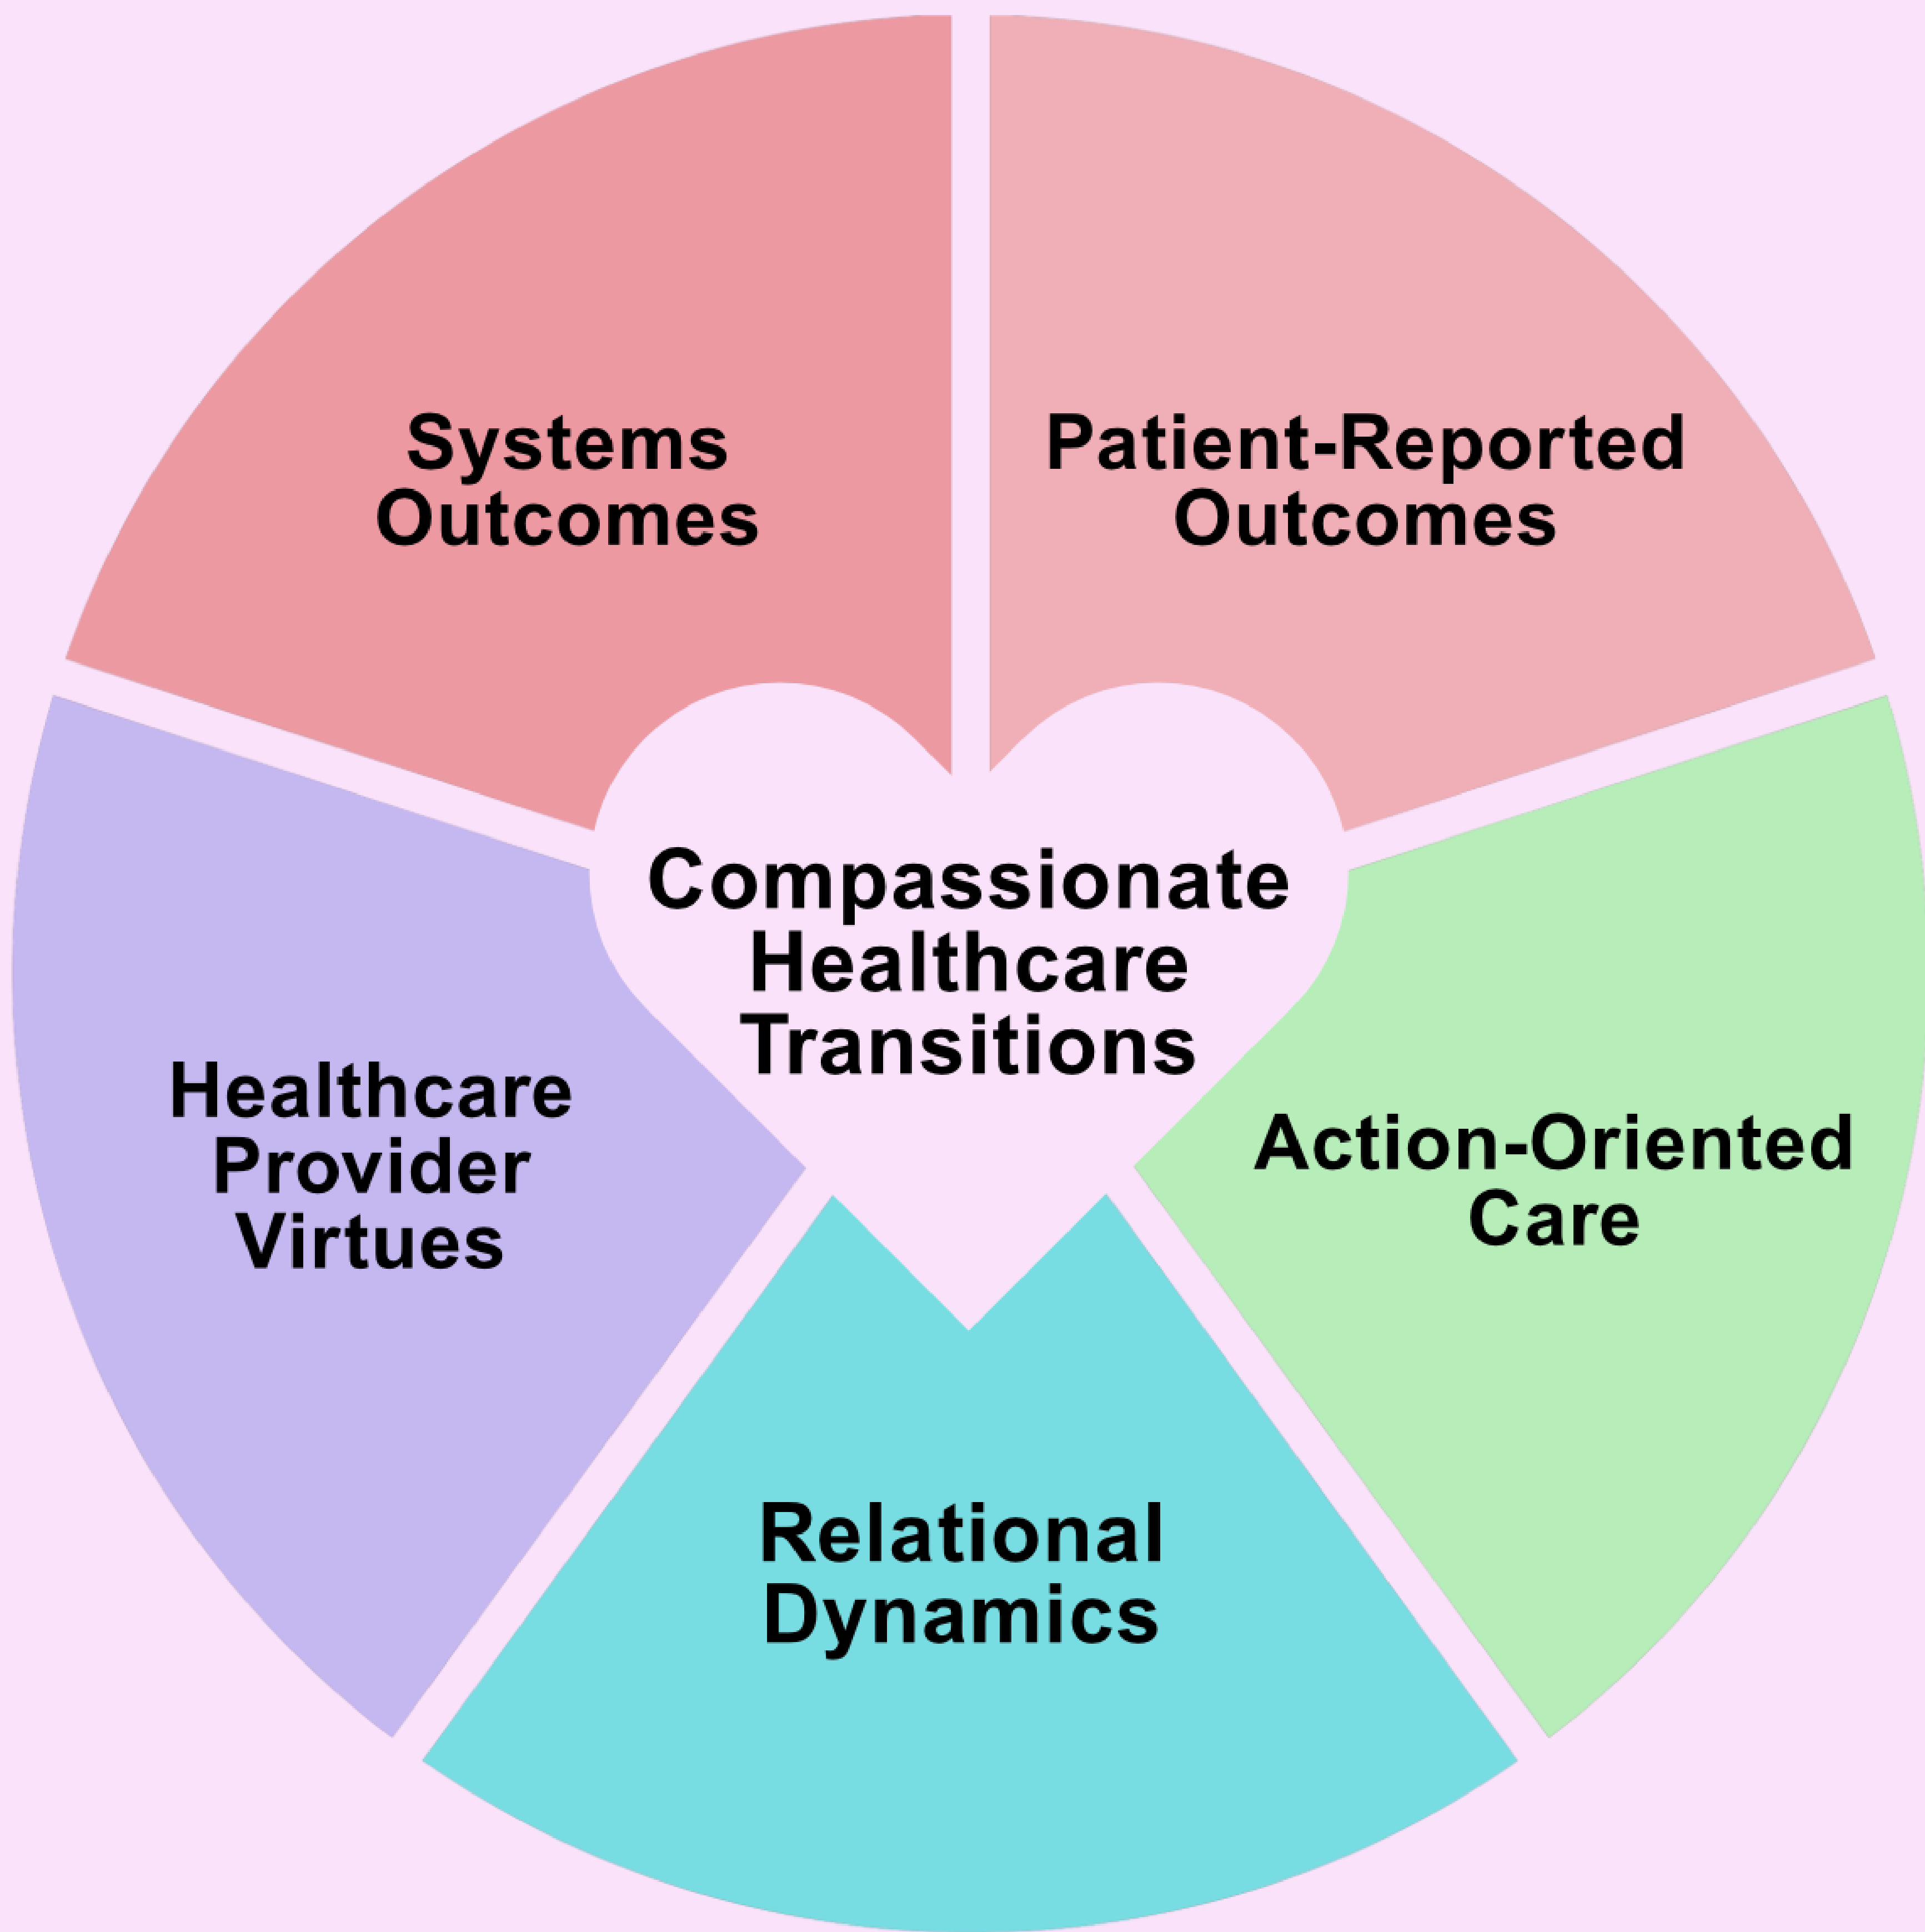 Systems
Outcomes
Patient-Reported
Outcomes
Compassionate
Healthcare
Transitions
Healthcare
Provider
Virtues
Action-Oriented
Care
Relational
Dynamics